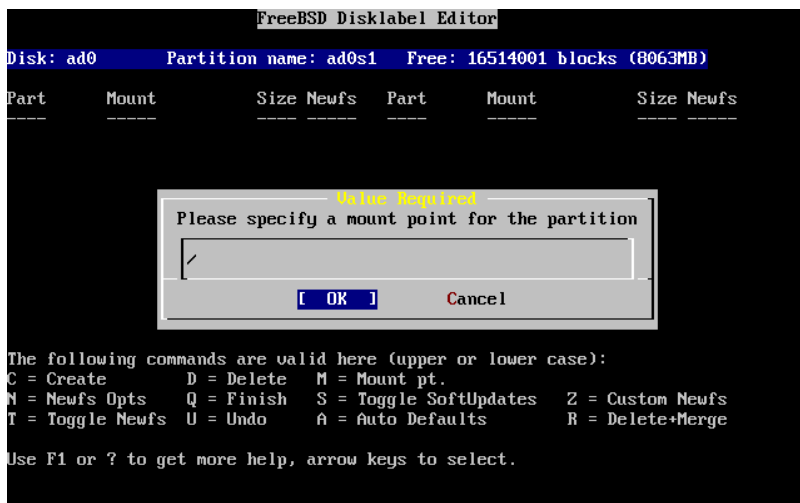 FreeBSD Disklabel Editor
Disk: ad0 Partition name: ad0s1 Free: 16514001 blocks (8063MB)
Part Mount Size Newfs Part Mount Size Newfs
---- ----- ---- ----- ---- ----- ---- -----
Value Required
Please specify a mount point for the partition
/
[ OK ] Cancel
The following commands are valid here (upper or lower case):
C = Create D = Delete M = Mount pt.
N = Newfs Opts Q = Finish S = Toggle SoftUpdates Z = Custom Newfs
T = Toggle Newfs U = Undo A = Auto Defaults R = Delete+Merge
Use F1 or ? to get more help, arrow keys to select.